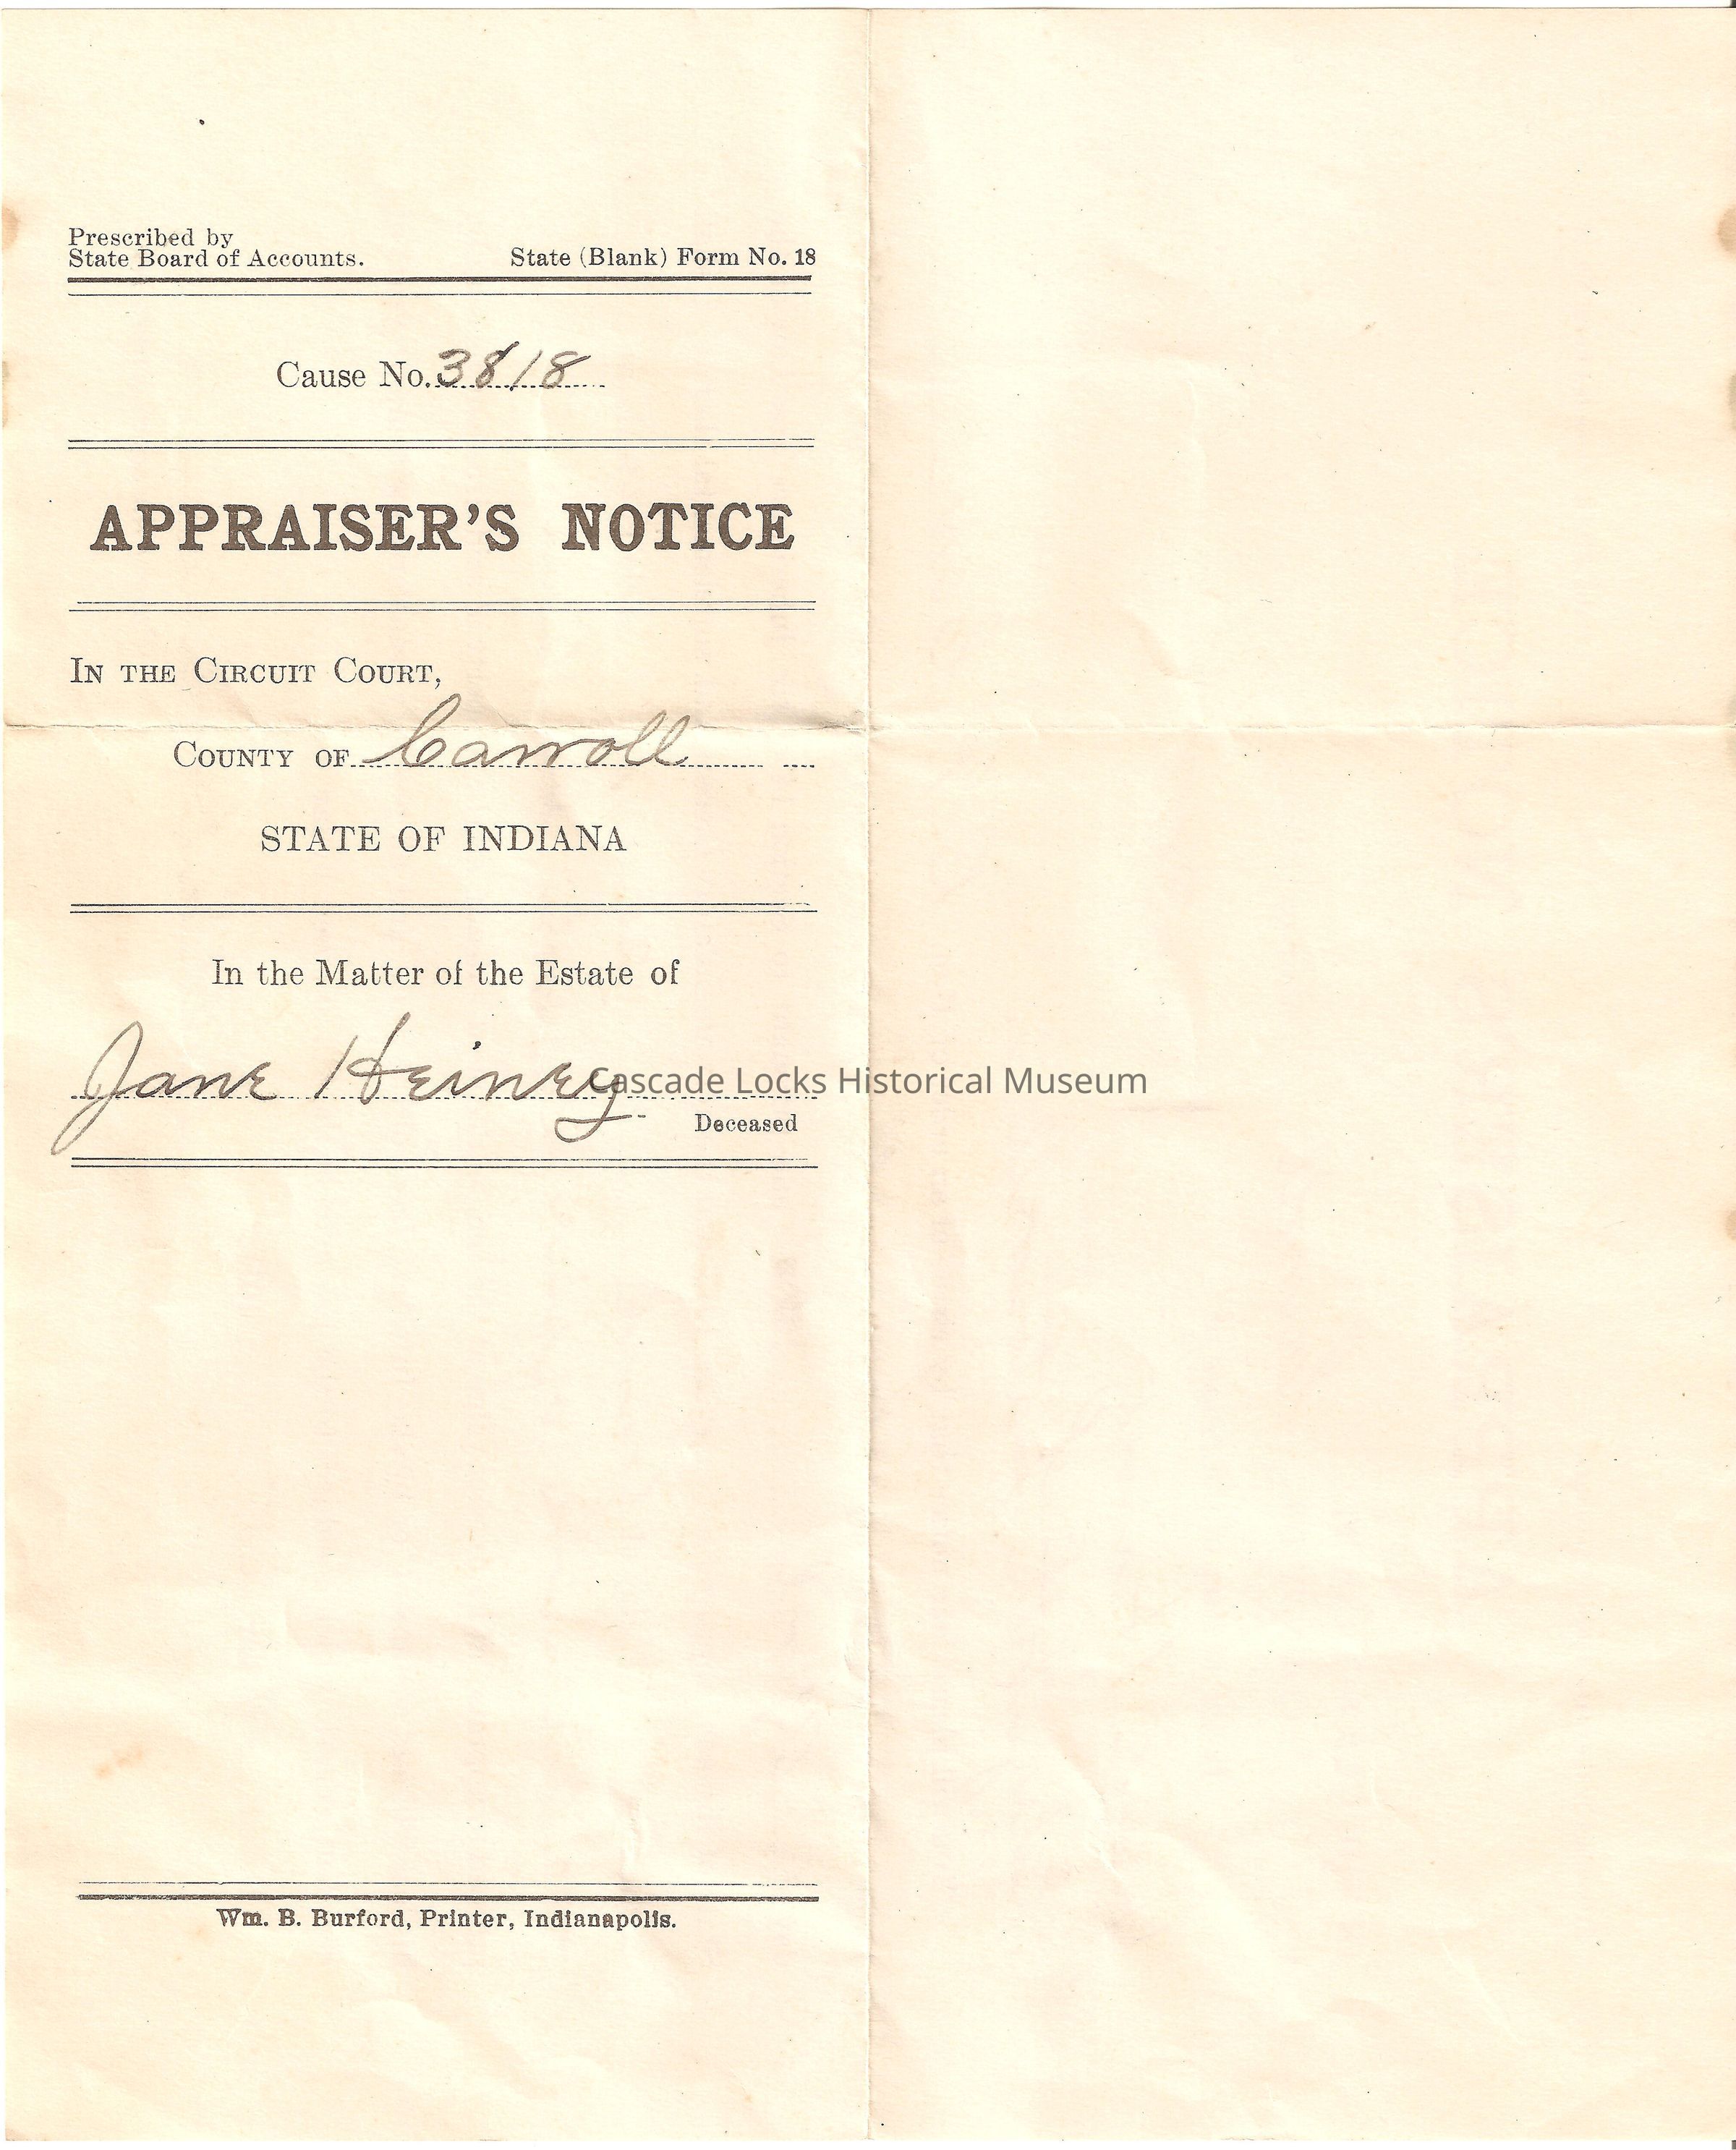 Prescribed by
State Board of Accounts. State (Blank) Form No. 18
Cause No. 3818
APPRAISER'S NOTICE
IN THE CIRCUIT COURT,
COUNTY OF Carroll
STATE OF INDIANA
In the Matter of the Estate of
Jane Heiney
Cascade Locks Historical Museum
Deceased
Wm. B. Burford, Printer, Indianapolis.